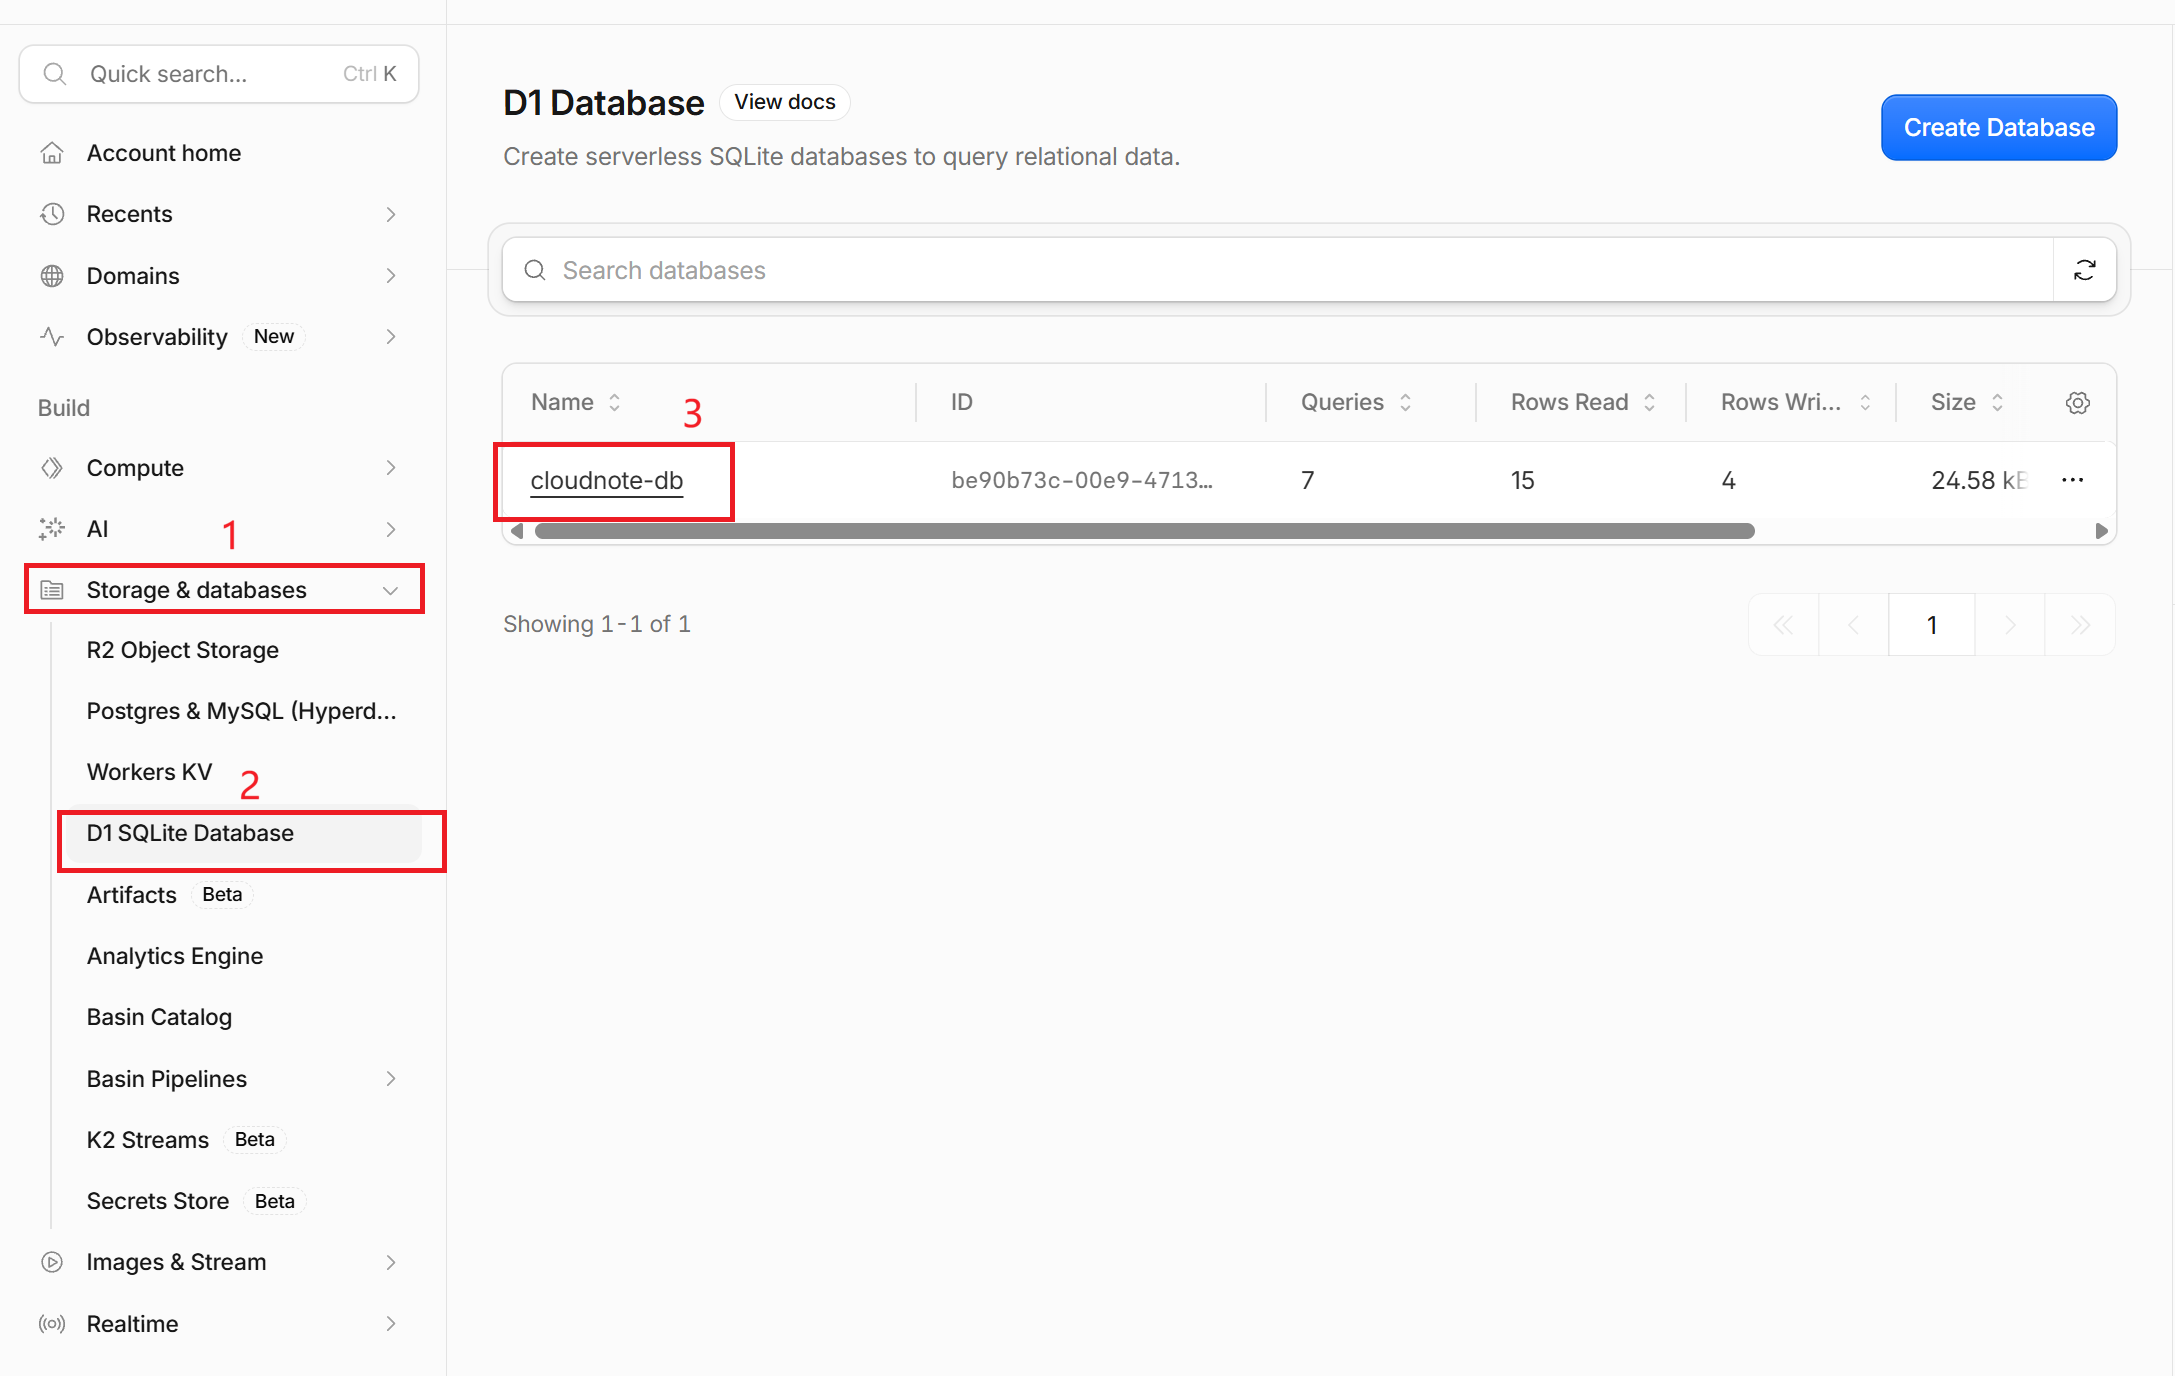 Quick search...
Ctrl K
Account home
Recents
Domains
Observability New
Build
Compute
AI
1
Storage & databases
R2 Object Storage
Postgres & MySQL (Hyperd...
Workers KV
2
D1 SQLite Database
Artifacts Beta
Analytics Engine
Basin Catalog
Basin Pipelines
K2 Streams Beta
Secrets Store Beta
Images & Stream
Realtime
D1 Database
View docs
Create serverless SQLite databases to query relational data.
Create Database
Search databases
Name
3
ID
Queries
Rows Read
Rows Wri...
Size
cloudnote-db
be90b73c-00e9-4713...
7
15
4
24.58 kB
...
Showing 1-1 of 1
1